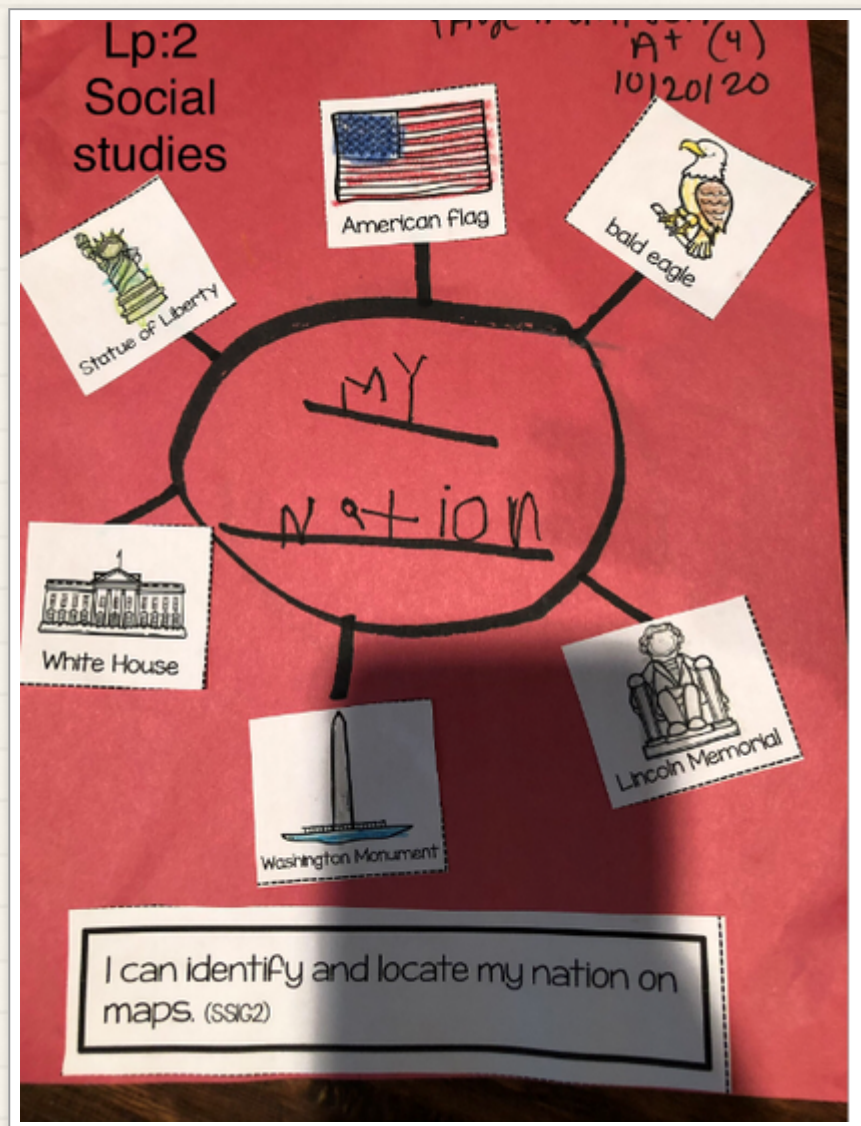 Lp:2
Social
studies
A+ (4)
10/20/20
American flag
bald eagle
Statue of Liberty
MY
Nation
White House
Lincoln Memorial
Washington Monument
I can identify and locate my nation on
maps. (SS1G2)